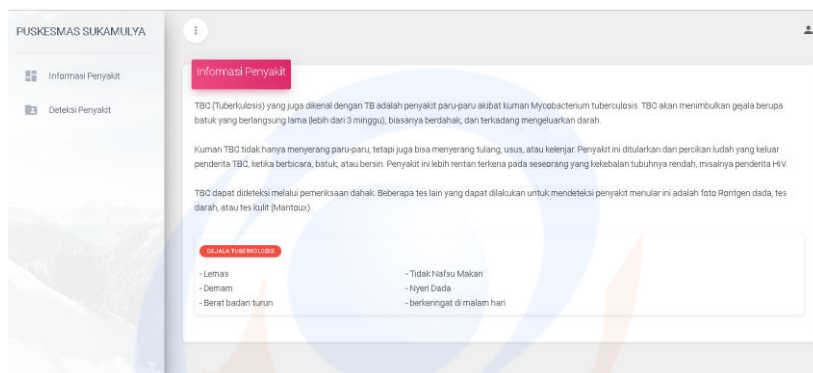 PUSKESMAS SUKAMULYA
Informasi Penyakit
Deteksi Penyakit
Informasi Penyakit
TBC (Tuberkulosis) yang juga dikenal dengan TB adalah penyakit paru-paru akibat kuman Mycobacterium tuberculosis. TBC akan menimbulkan gejala berupa
batuk yang berlangsung lama (lebih dari 3 minggu), biasanya berdahak, dan terkadang mengeluarkan darah.
Kuman TBC tidak hanya menyerang paru-paru, tetapi juga bisa menyerang tulang, usus, atau kelenjar. Penyakit ini ditularkan dari percikan ludah yang keluar
penderita TBC, ketika berbicara, batuk, atau bersin. Penyakit ini lebih rentan terkena pada seseorang yang kekebalan tubuhnya rendah, misalnya penderita HIV.
TBC dapat dideteksi melalui pemeriksaan dahak. Beberapa tes lain yang dapat dilakukan untuk mendeteksi penyakit menular ini adalah foto Rontgen dada, tes
darah, atau tes kulit (Mantoux).
GEJALA TUBERKULOSIS
- Lemas
- Demam
- Berat badan turun
- Tidak Nafsu Makan
- Nyeri Dada
- berkeringat di malam hari